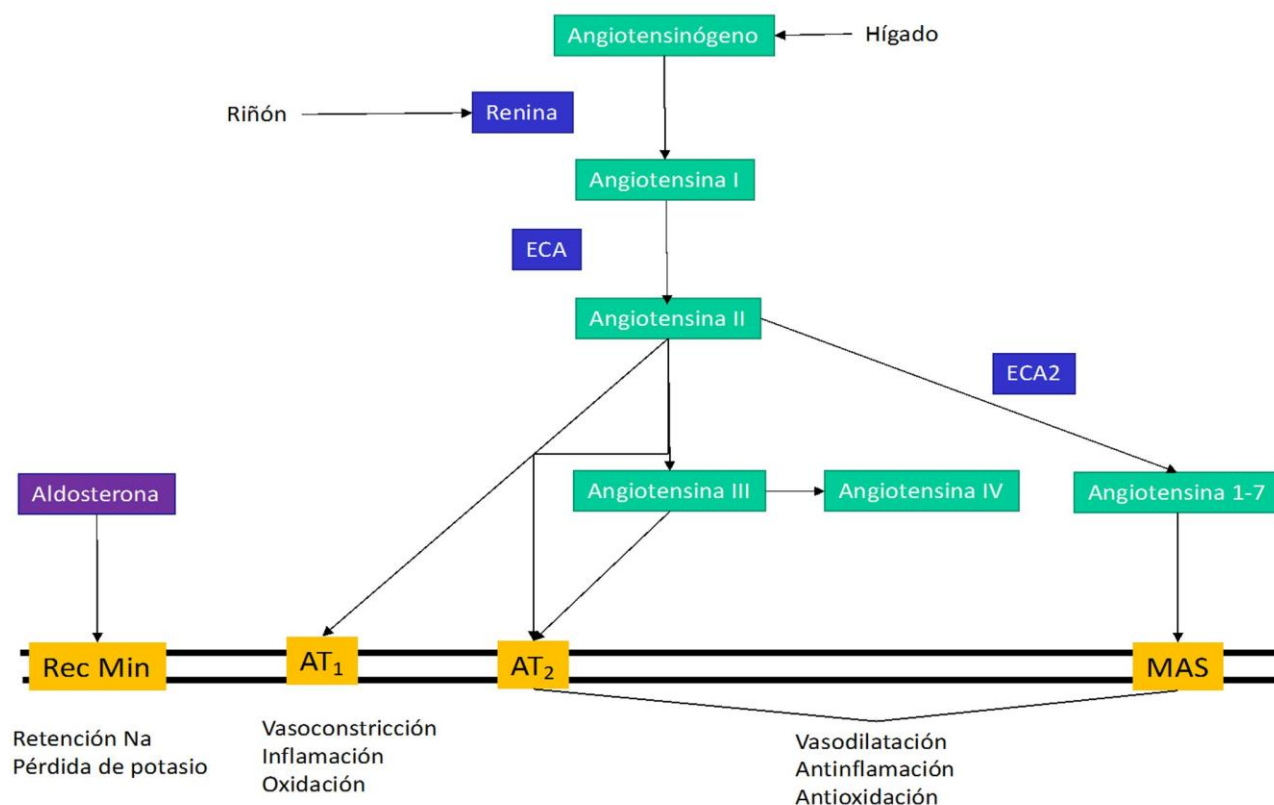 Angiotensinógeno
Hígado
Riñón
Renina
Angiotensina I
ECA
Angiotensina II
ECA2
Aldosterona
Angiotensina III
Angiotensina IV
Angiotensina 1-7
Rec Min
AT₁
AT₂
MAS
Retención Na
Pérdida de potasio
Vasoconstricción
Inflamación
Oxidación
Vasodilatación
Antinflamación
Antioxidación